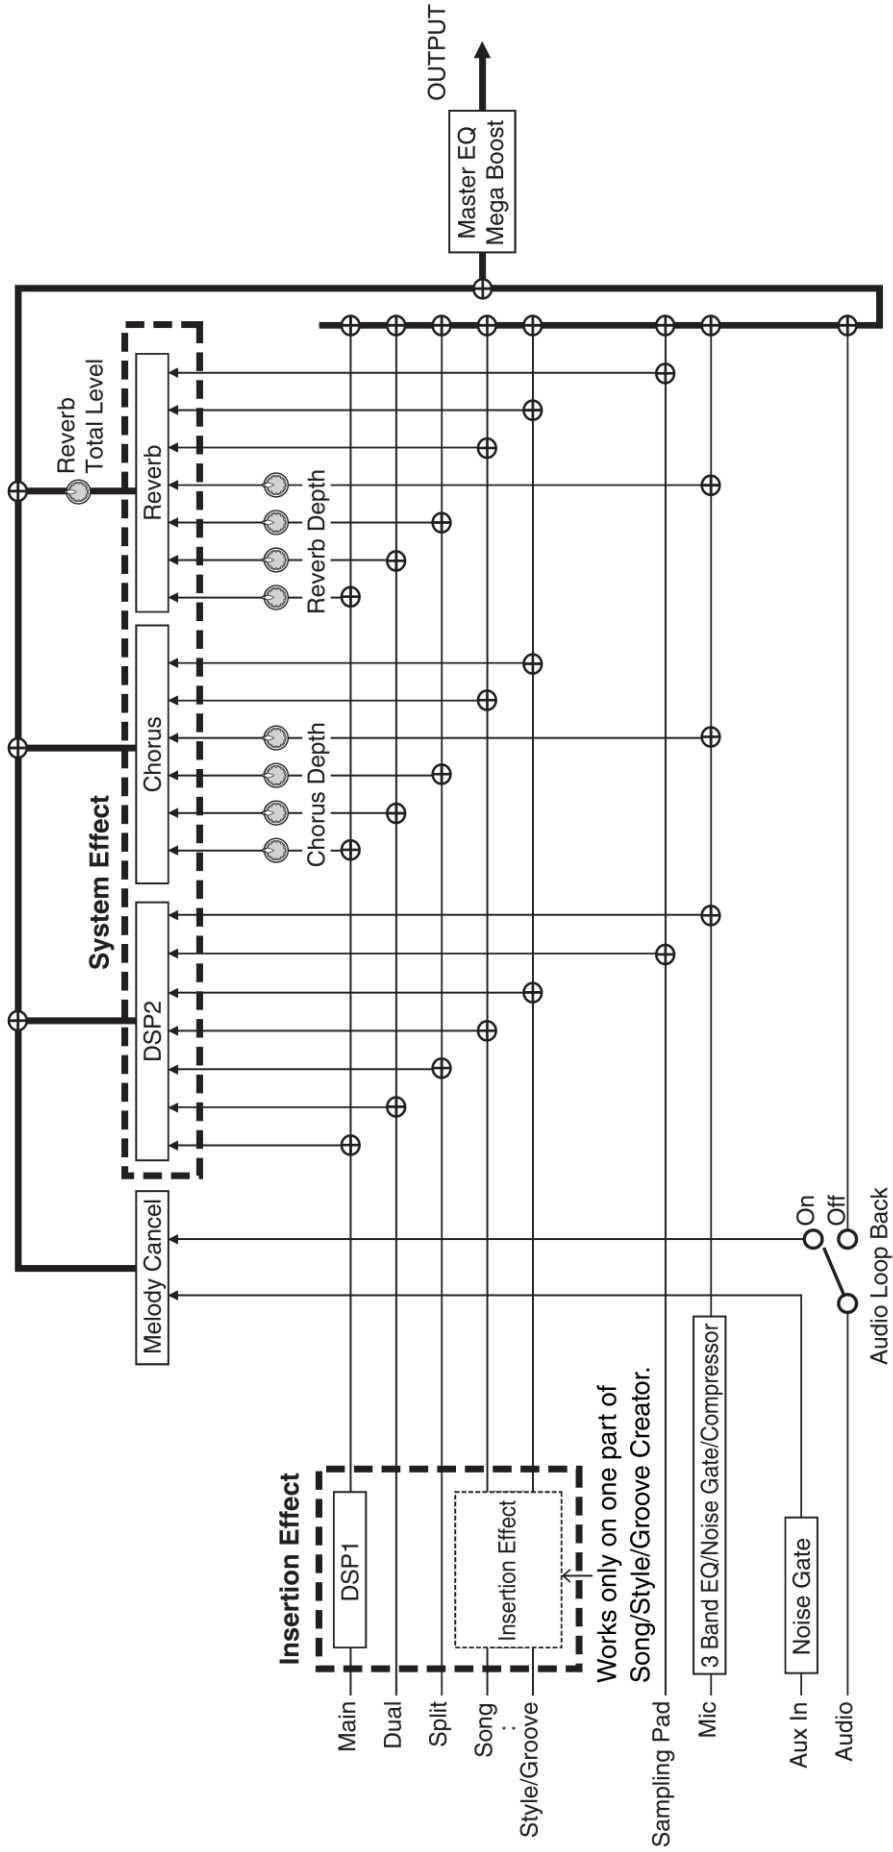 Insertion Effect
DSP1
Insertion Effect
Works only on one part of
Song/Style/Groove Creator.
Main
Dual
Split
Song
:
Style/Groove
Sampling Pad
Mic
3 Band EQ/Noise Gate/Compressor
Aux In
Noise Gate
Audio
On
Off
Audio Loop Back
Melody Cancel
System Effect
DSP2
Chorus
Chorus Depth
Reverb
Reverb Depth
Reverb
Total Level
Master EQ
Mega Boost
OUTPUT